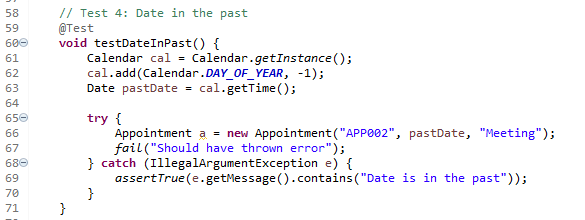 58 // Test 4: Date in the past
59 @Test
60 void testDateInPast() {
61 Calendar cal = Calendar.getInstance();
62 cal.add(Calendar.DAY_OF_YEAR, -1);
63 Date pastDate = cal.getTime();
64
65 try {
66 Appointment a = new Appointment("APP002", pastDate, "Meeting");
67 fail("Should have thrown error");
68 } catch (IllegalArgumentException e) {
69 assertTrue(e.getMessage().contains("Date is in the past"));
70 }
71 }